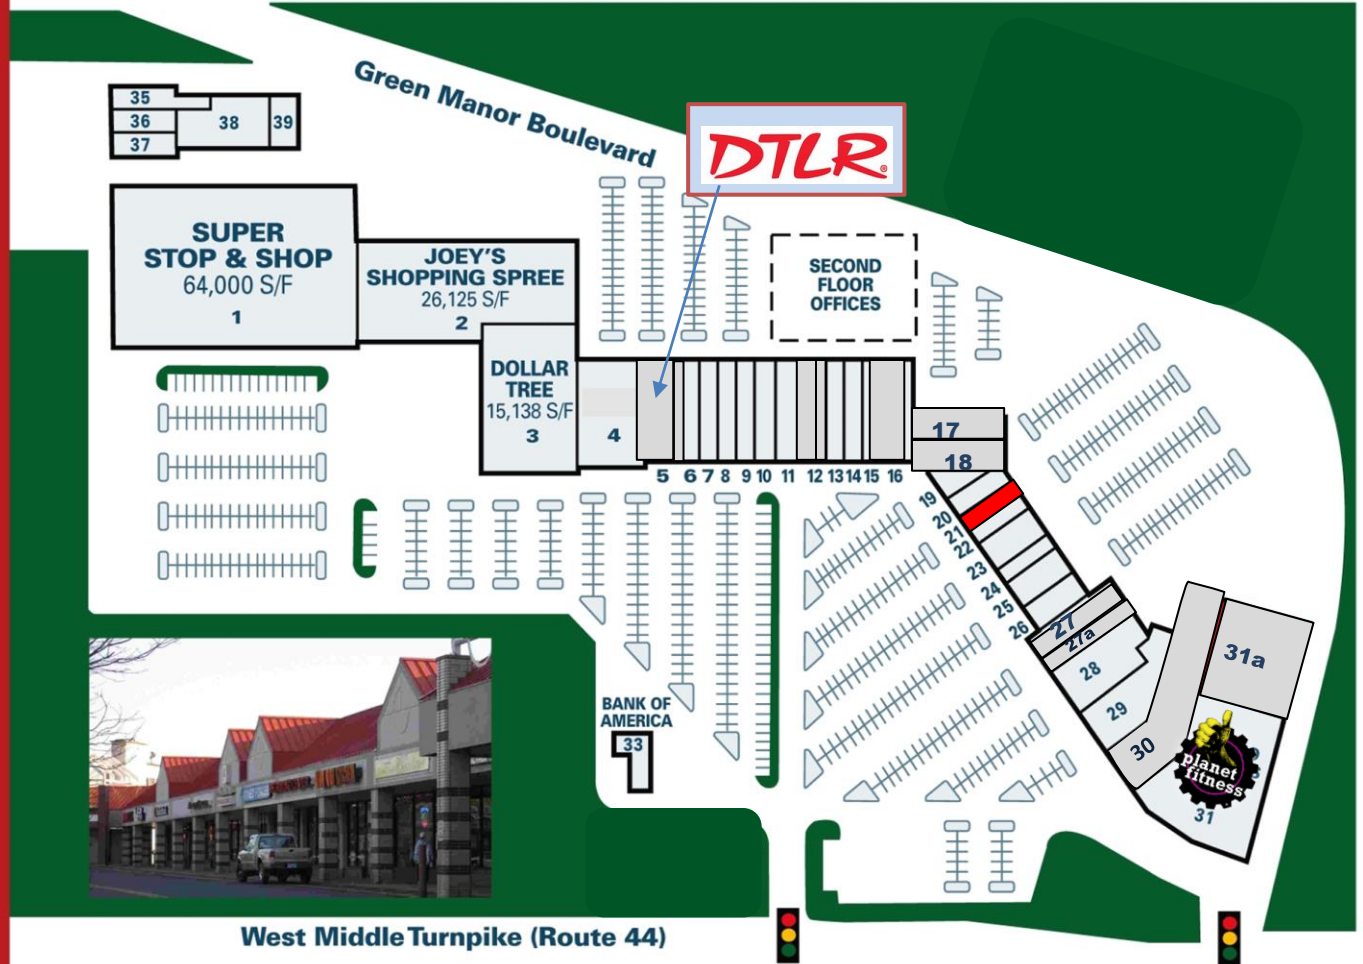 Green Manor Boulevard
DTLR®
35
36
37
38
39
SUPER
STOP & SHOP
64,000 S/F
1
JOEY'S
SHOPPING SPREE
26,125 S/F
2
SECOND
FLOOR
OFFICES
DOLLAR
TREE
15,138 S/F
3
4
5 6 7 8 9 10 11 12 13 14 15 16
17
18
19
20
21
22
23
24
25
26
27
27a
28
29
30
31a
planet
fitness
31
BANK OF
AMERICA
33
West Middle Turnpike (Route 44)